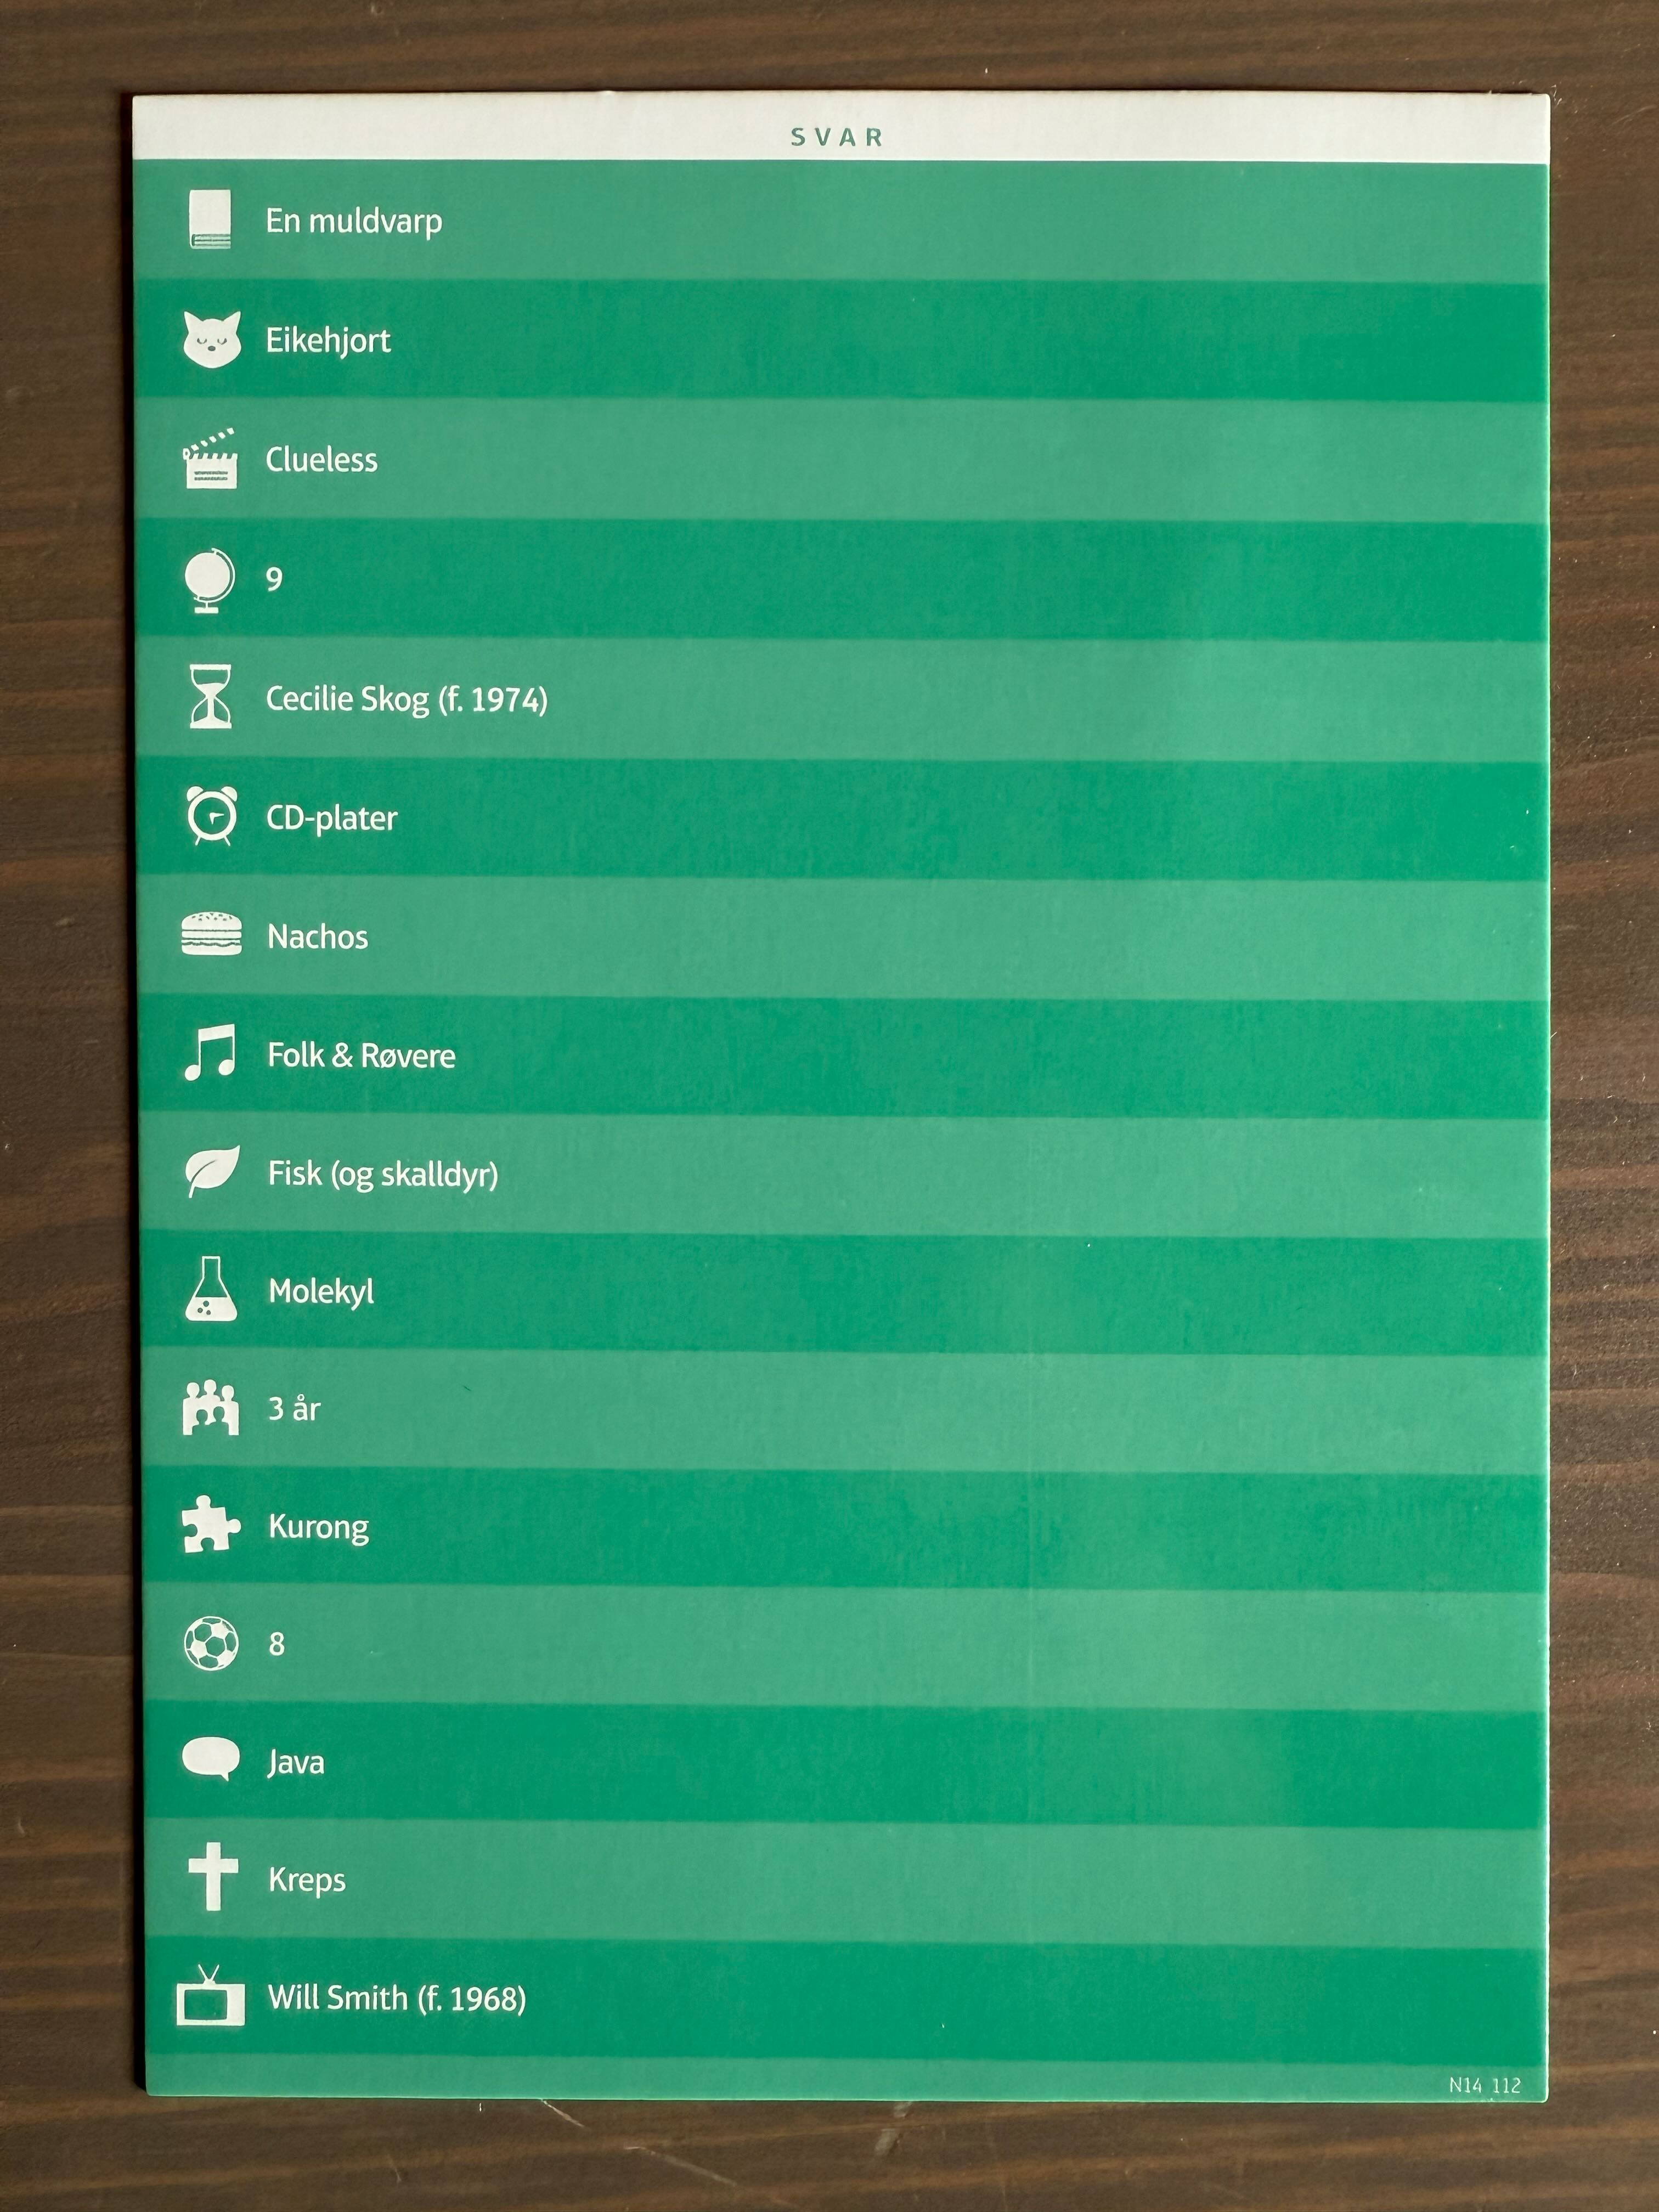 SVAR
En muldvarp
Eikehjort
Clueless
9
Cecilie Skog (f. 1974)
CD-plater
Nachos
Folk & Røvere
Fisk (og skalldyr)
Molekyl
3 år
Kurong
8
Java
Kreps
Will Smith (f. 1968)
N14 112